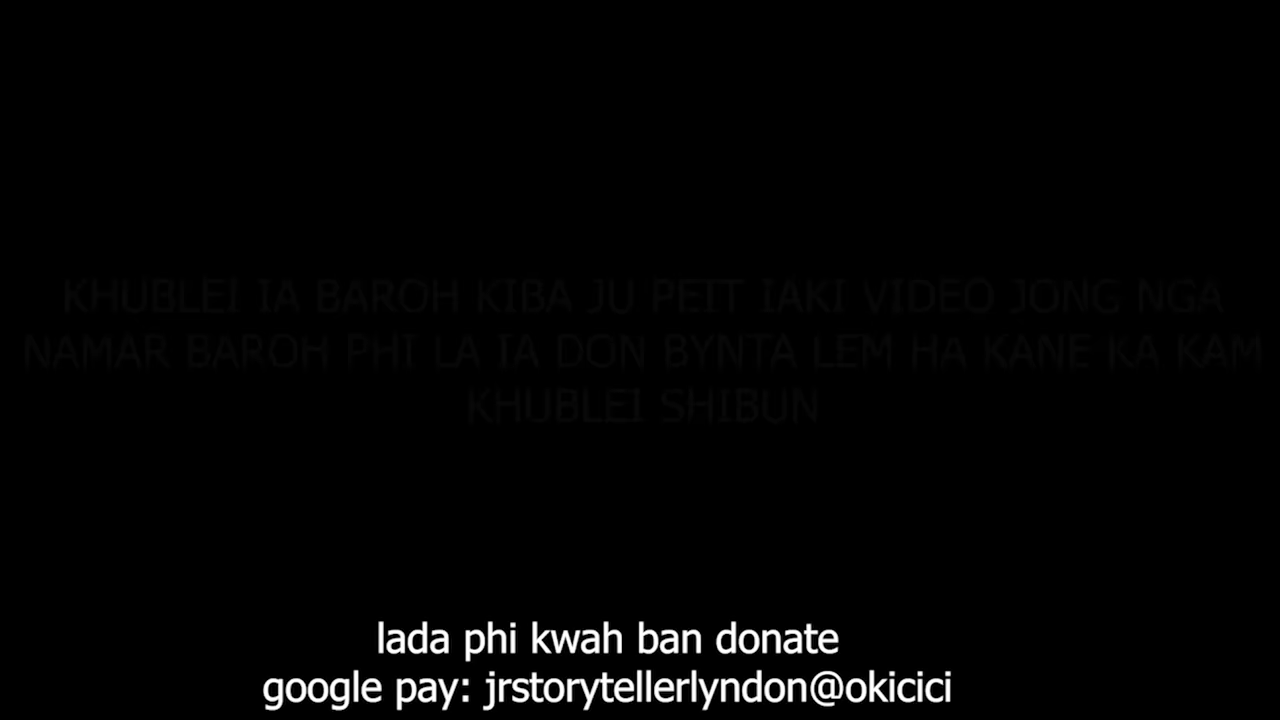 KHUBLEI IA BAROH KIBA JU PEIT IAKI VIDEO JONG NGA
NAMAR BAROH PHI LA IA DON BYNTA LEM HA KANE KA KAM
KHUBLEI SHIBUN
lada phi kwah ban donate
google pay: jrstorytellerlyndon@okicici